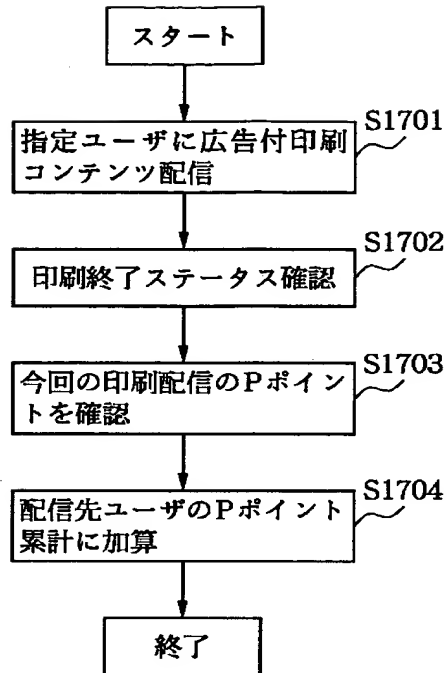 スタート
S1701
指定ユーザに広告付印刷
コンテンツ配信
S1702
印刷終了ステータス確認
S1703
今回の印刷配信のPポイン
トを確認
S1704
配信先ユーザのPポイント
累計に加算
終了